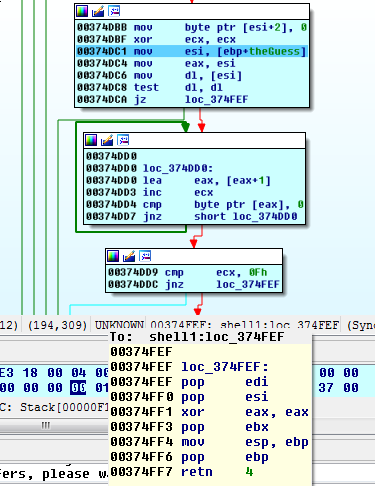 00374DBB mov     byte ptr [esi+2], 0
00374DBF xor     ecx, ecx
00374DC1 mov     esi, [ebp+theGuess]
00374DC4 mov     eax, esi
00374DC6 mov     dl, [esi]
00374DC8 test    dl, dl
00374DCA jz      loc_374FEF
00374DD0
00374DD0 loc_374DD0:
00374DD0 lea     eax, [eax+1]
00374DD3 inc     ecx
00374DD4 cmp     byte ptr [eax], 0
00374DD7 jnz     short loc_374DD0
00374DD9 cmp     ecx, 0Fh
00374DDC jnz     loc_374FEF
12) (194,309) UNKNOWN 00374FEF: shell1:loc_374FEF (Sync
To:  shell1:loc_374FEF
00374FEF
00374FEF loc_374FEF:
00374FEF pop     edi
00374FF0 pop     esi
00374FF1 xor     eax, eax
00374FF3 pop     ebx
00374FF4 mov     esp, ebp
00374FF6 pop     ebp
00374FF7 retn    4
E3 18 00 04 00 00
00 00 00 00 01 37 00
C: Stack[00000F1
fers, please w